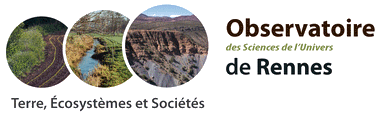 Observatoire
des Sciences de l'Univers
de Rennes
Terre, Écosystèmes et Sociétés